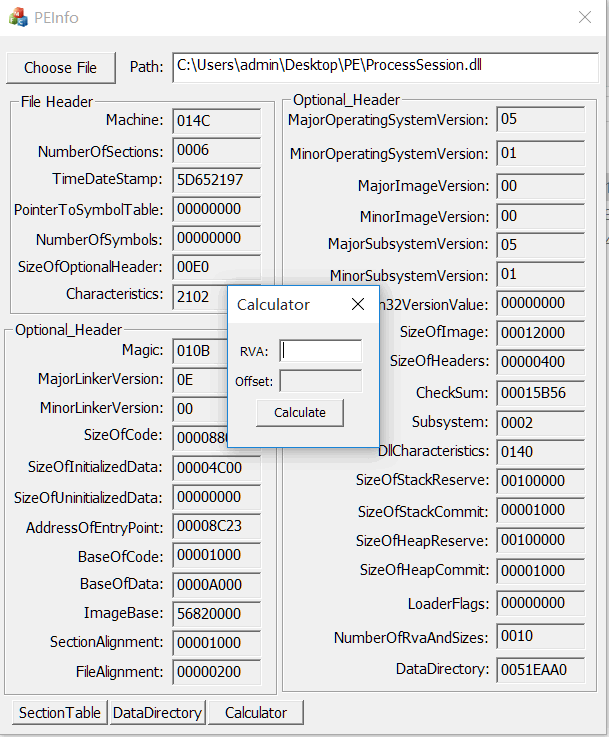 PEInfo
Choose File
Path:
C:\Users\admin\Desktop\PE\ProcessSession.dll
File Header
Machine: 014C
NumberOfSections: 0006
TimeDateStamp: 5D652197
PointerToSymbolTable: 00000000
NumberOfSymbols: 00000000
SizeOfOptionalHeader: 00E0
Characteristics: 2102
Optional_Header
Magic: 010B
MajorLinkerVersion: 0E
MinorLinkerVersion: 00
SizeOfCode:
SizeOfInitializedData: 00004C00
SizeOfUninitializedData: 00000000
AddressOfEntryPoint: 00008C23
BaseOfCode: 00001000
BaseOfData: 0000A000
ImageBase: 56820000
SectionAlignment: 00001000
FileAlignment: 00000200
Optional_Header
MajorOperatingSystemVersion: 05
MinorOperatingSystemVersion: 01
MajorImageVersion: 00
MinorImageVersion: 00
MajorSubsystemVersion: 05
MinorSubsystemVersion: 01
n32VersionValue: 00000000
SizeOfImage: 00012000
SizeOfHeaders: 00000400
CheckSum: 00015B56
Subsystem: 0002
DllCharacteristics: 0140
SizeOfStackReserve: 00100000
SizeOfStackCommit: 00001000
SizeOfHeapReserve: 00100000
SizeOfHeapCommit: 00001000
LoaderFlags: 00000000
NumberOfRvaAndSizes: 0010
DataDirectory: 0051EAA0
Calculator
RVA:
Offset:
Calculate
SectionTable
DataDirectory
Calculator